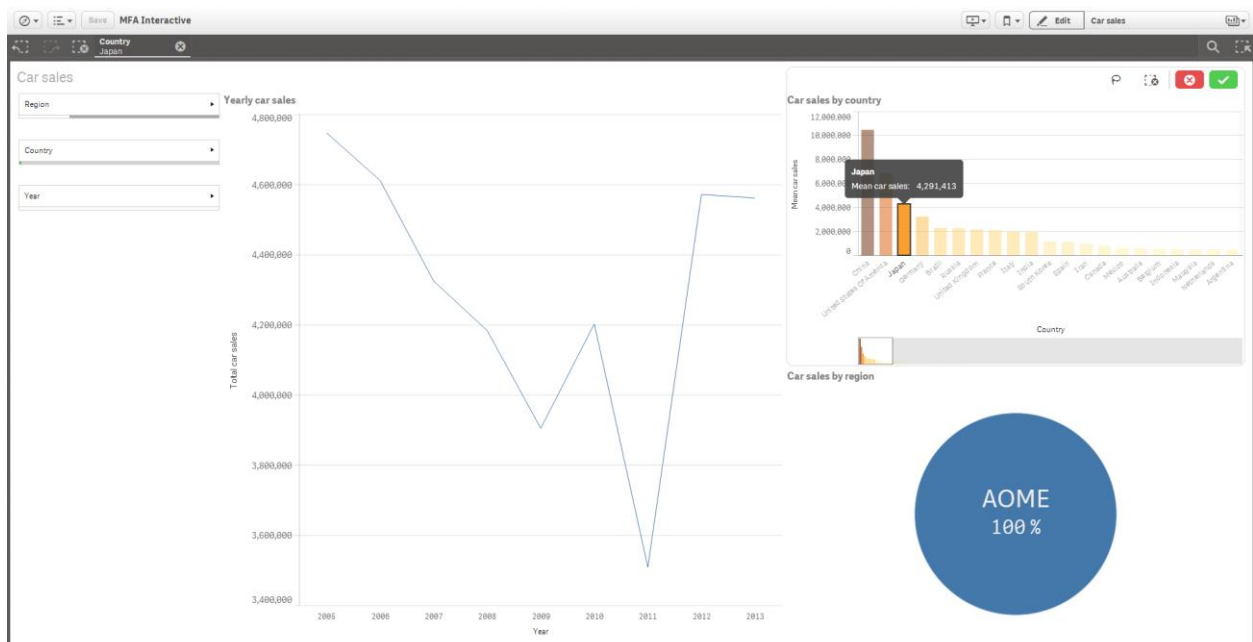 Save MFA Interactive
Edit Car sales
Country
Japan
Car sales
Region
Country
Year
Yearly car sales
4,800,000
4,600,000
4,400,000
4,200,000
4,000,000
3,800,000
3,600,000
3,400,000
Total car sales
2005 2006 2007 2008 2009 2010 2011 2012 2013
Year
Car sales by country
12,000,000
10,000,000
8,000,000
6,000,000
4,000,000
2,000,000
0
Mean car sales
Japan
Mean car sales: 4,291,413
China
United States Of America
Japan
Germany
Brazil
Russia
United Kingdom
France
Italy
India
South Korea
Spain
Iran
Canada
Mexico
Australia
Belgium
Indonesia
Malaysia
Netherlands
Argentina
Country
Car sales by region
AOME
100%